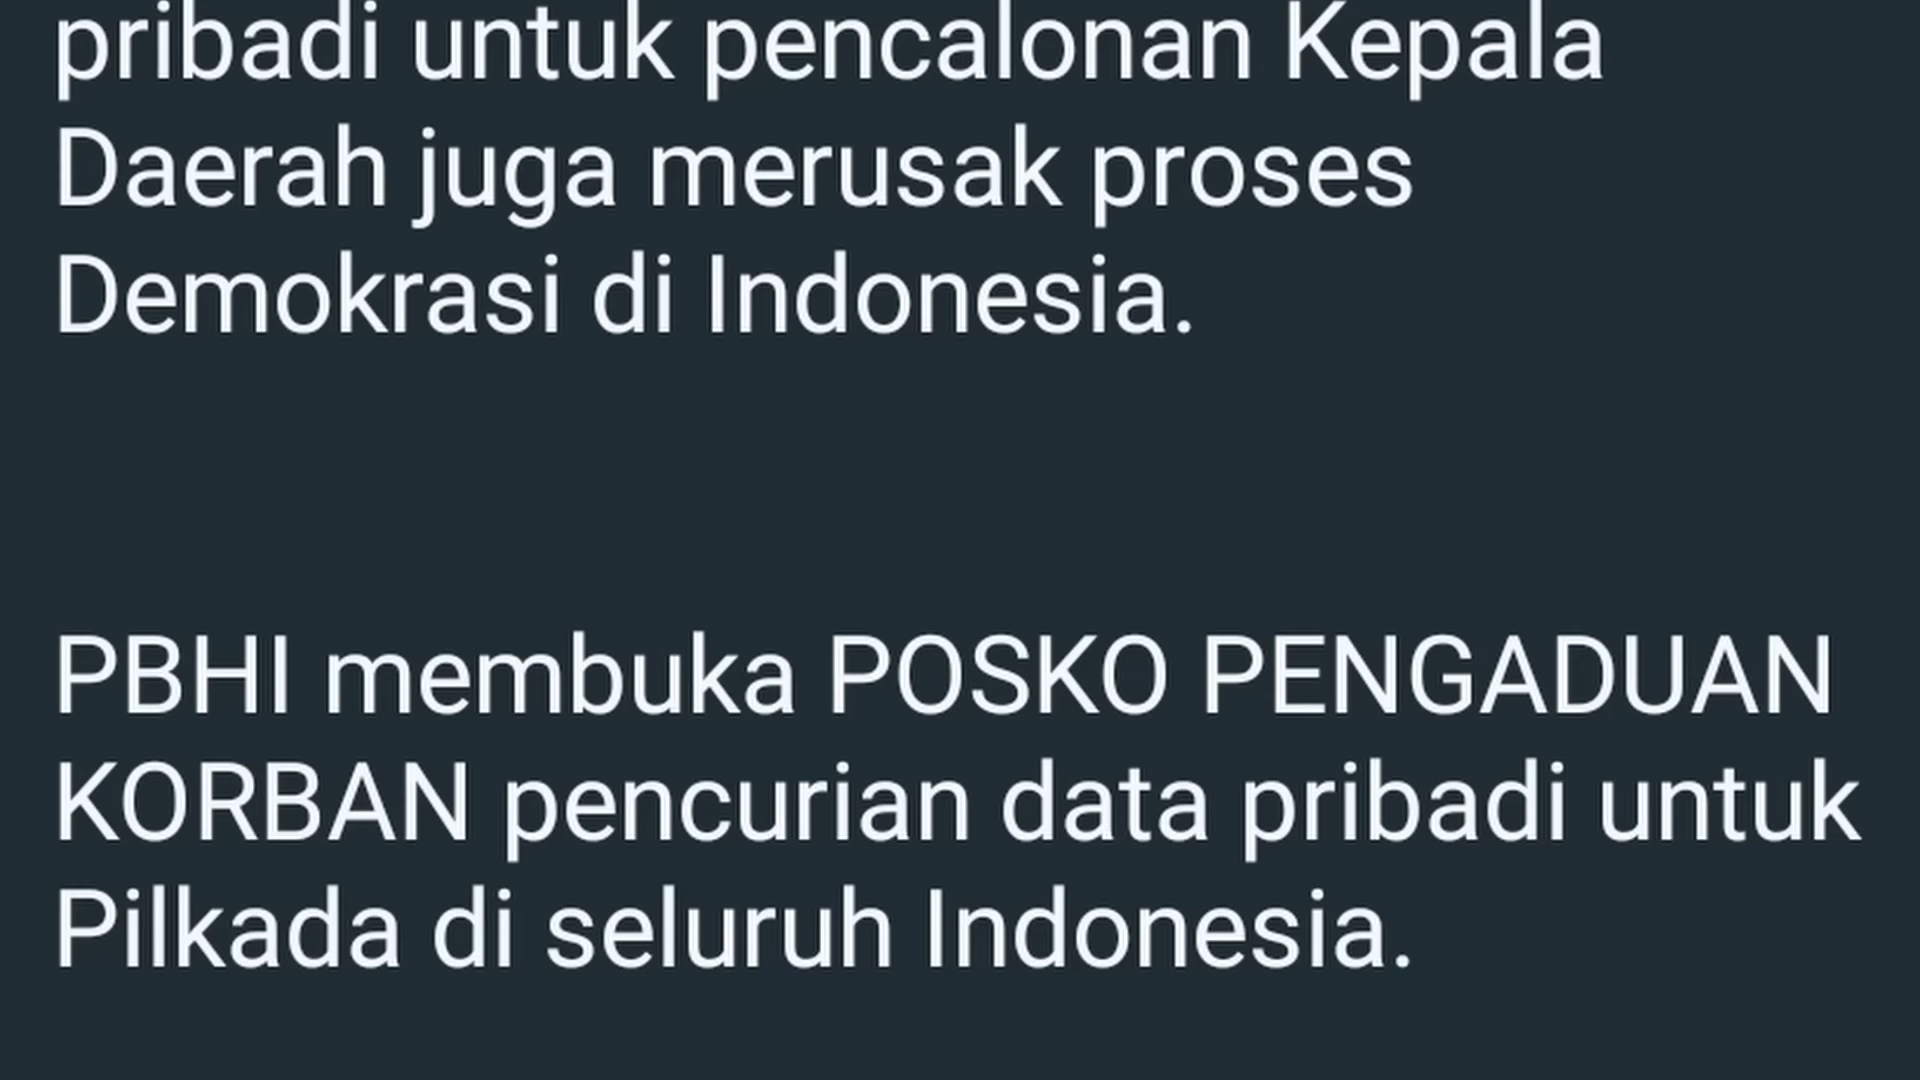 pribadi untuk pencalonan Kepala
Daerah juga merusak proses
Demokrasi di Indonesia.
PBHI membuka POSKO PENGADUAN
KORBAN pencurian data pribadi untuk
Pilkada di seluruh Indonesia.